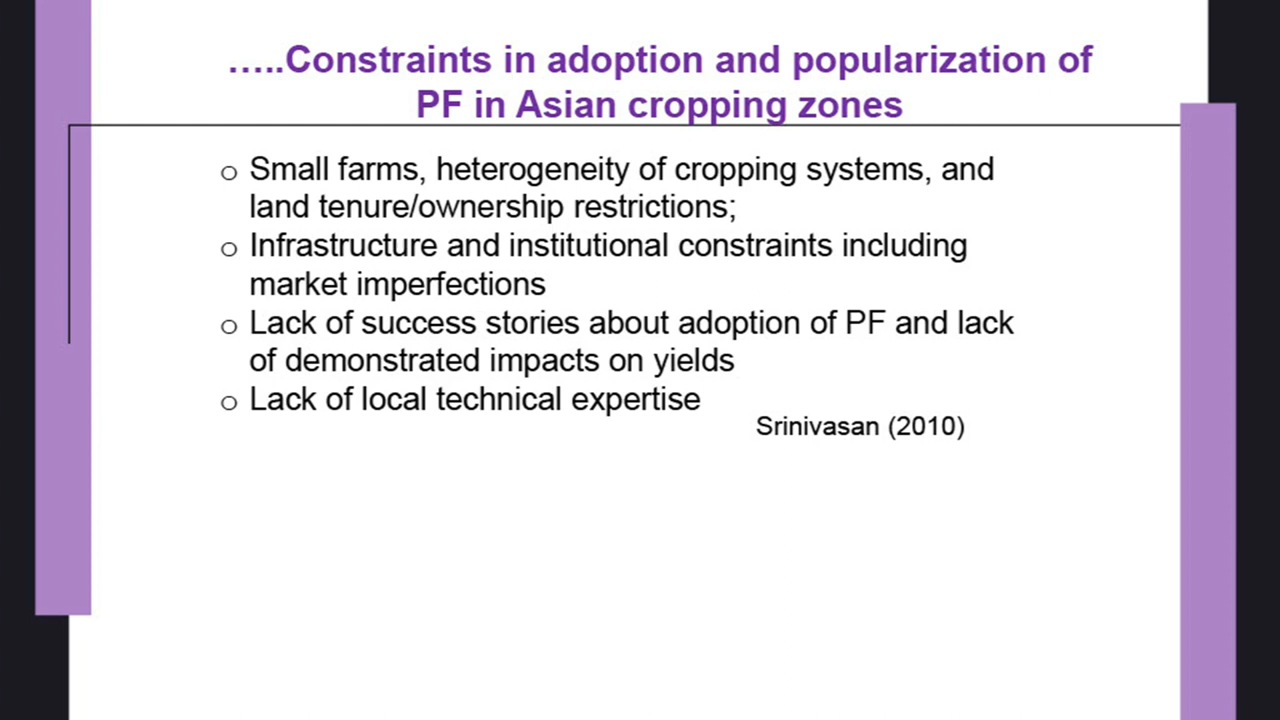 …..Constraints in adoption and popularization of
PF in Asian cropping zones
o Small farms, heterogeneity of cropping systems, and
land tenure/ownership restrictions;
o Infrastructure and institutional constraints including
market imperfections
o Lack of success stories about adoption of PF and lack
of demonstrated impacts on yields
o Lack of local technical expertise
Srinivasan (2010)